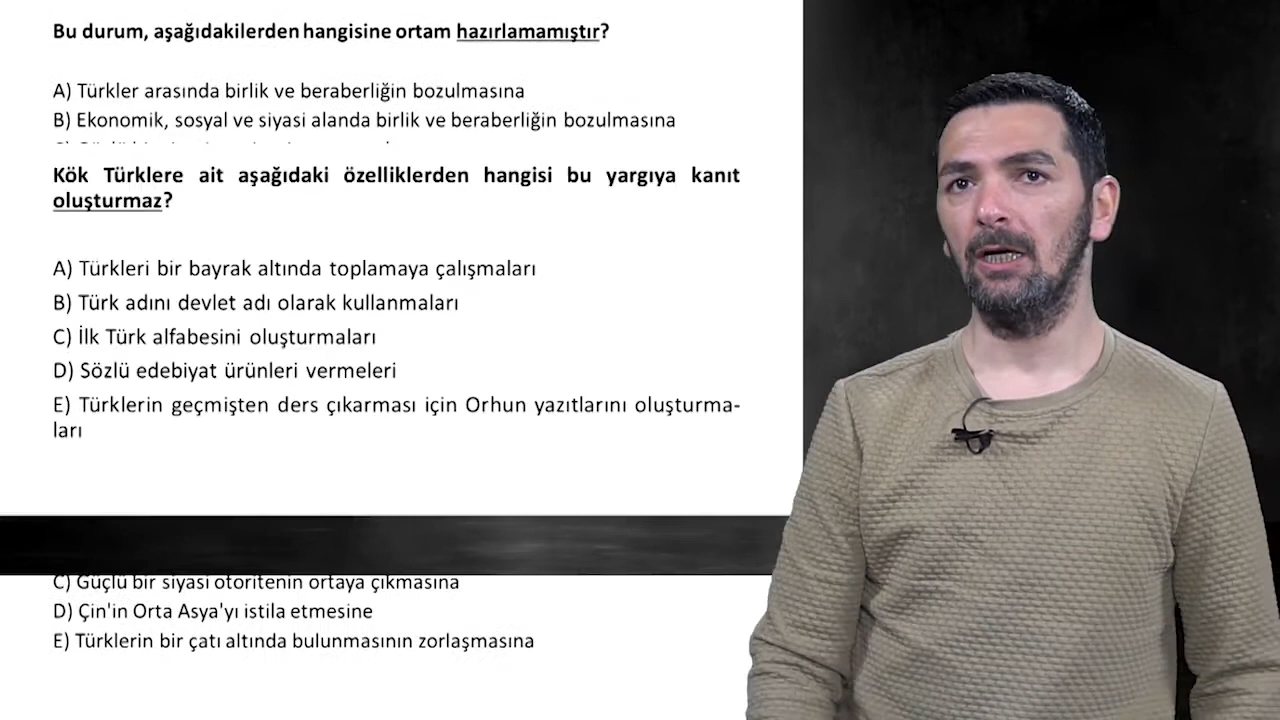 Bu durum, aşağıdakilerden hangisine ortam hazırlamamıştır?
A) Türkler arasında birlik ve beraberliğin bozulmasına
B) Ekonomik, sosyal ve siyasi alanda birlik ve beraberliğin bozulmasına
Kök Türklere ait aşağıdaki özelliklerden hangisi bu yargıya kanıt
oluşturmaz?
A) Türkleri bir bayrak altında toplamaya çalışmaları
B) Türk adını devlet adı olarak kullanmaları
C) İlk Türk alfabesini oluşturmaları
D) Sözlü edebiyat ürünleri vermeleri
E) Türklerin geçmişten ders çıkarması için Orhun yazıtlarını oluşturma-
ları
C) Güçlü bir siyasi otoritenin ortaya çıkmasına
D) Çin'in Orta Asya'yı istila etmesine
E) Türklerin bir çatı altında bulunmasının zorlaşmasına